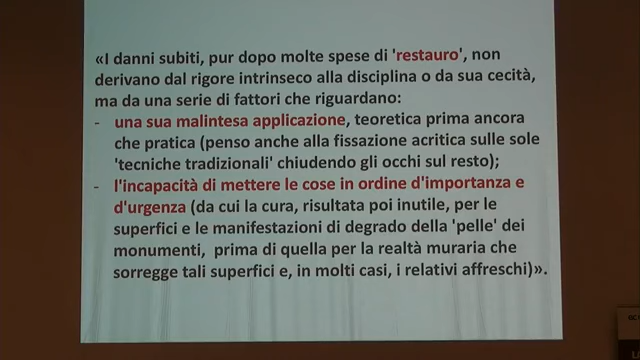 «I danni subiti, pur dopo molte spese di 'restauro', non
derivano dal rigore intrinseco alla disciplina o da sua cecità,
ma da una serie di fattori che riguardano:
- una sua malintesa applicazione, teoretica prima ancora
che pratica (penso anche alla fissazione acritica sulle sole
'tecniche tradizionali' chiudendo gli occhi sul resto);
- l'incapacità di mettere le cose in ordine d'importanza e
d'urgenza (da cui la cura, risultata poi inutile, per le
superfici e le manifestazioni di degrado della 'pelle' dei
monumenti, prima di quella per la realtà muraria che
sorregge tali superfici e, in molti casi, i relativi affreschi)».